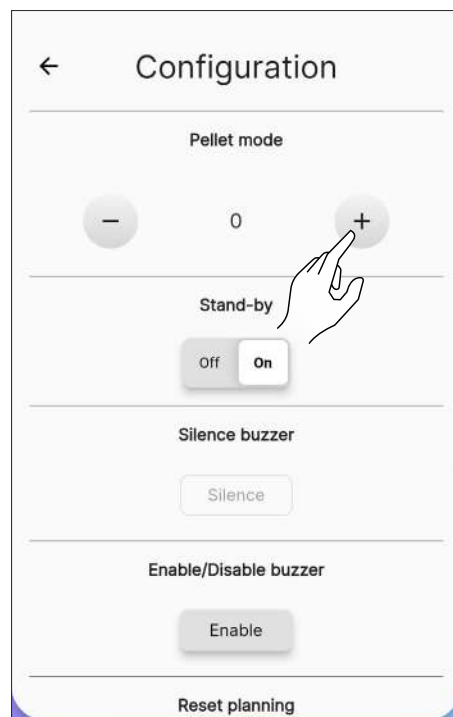 ← Configuration
Pellet mode
− 0 +
Stand-by
Off On
Silence buzzer
Silence
Enable/Disable buzzer
Enable
Reset planning